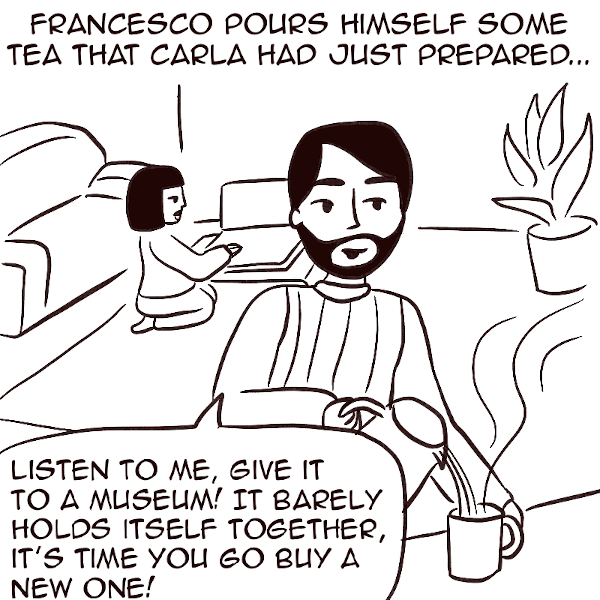 FRANCESCO POURS HIMSELF SOME
TEA THAT CARLA HAD JUST PREPARED...
LISTEN TO ME, GIVE IT
TO A MUSEUM! IT BARELY
HOLDS ITSELF TOGETHER,
IT'S TIME YOU GO BUY A
NEW ONE!